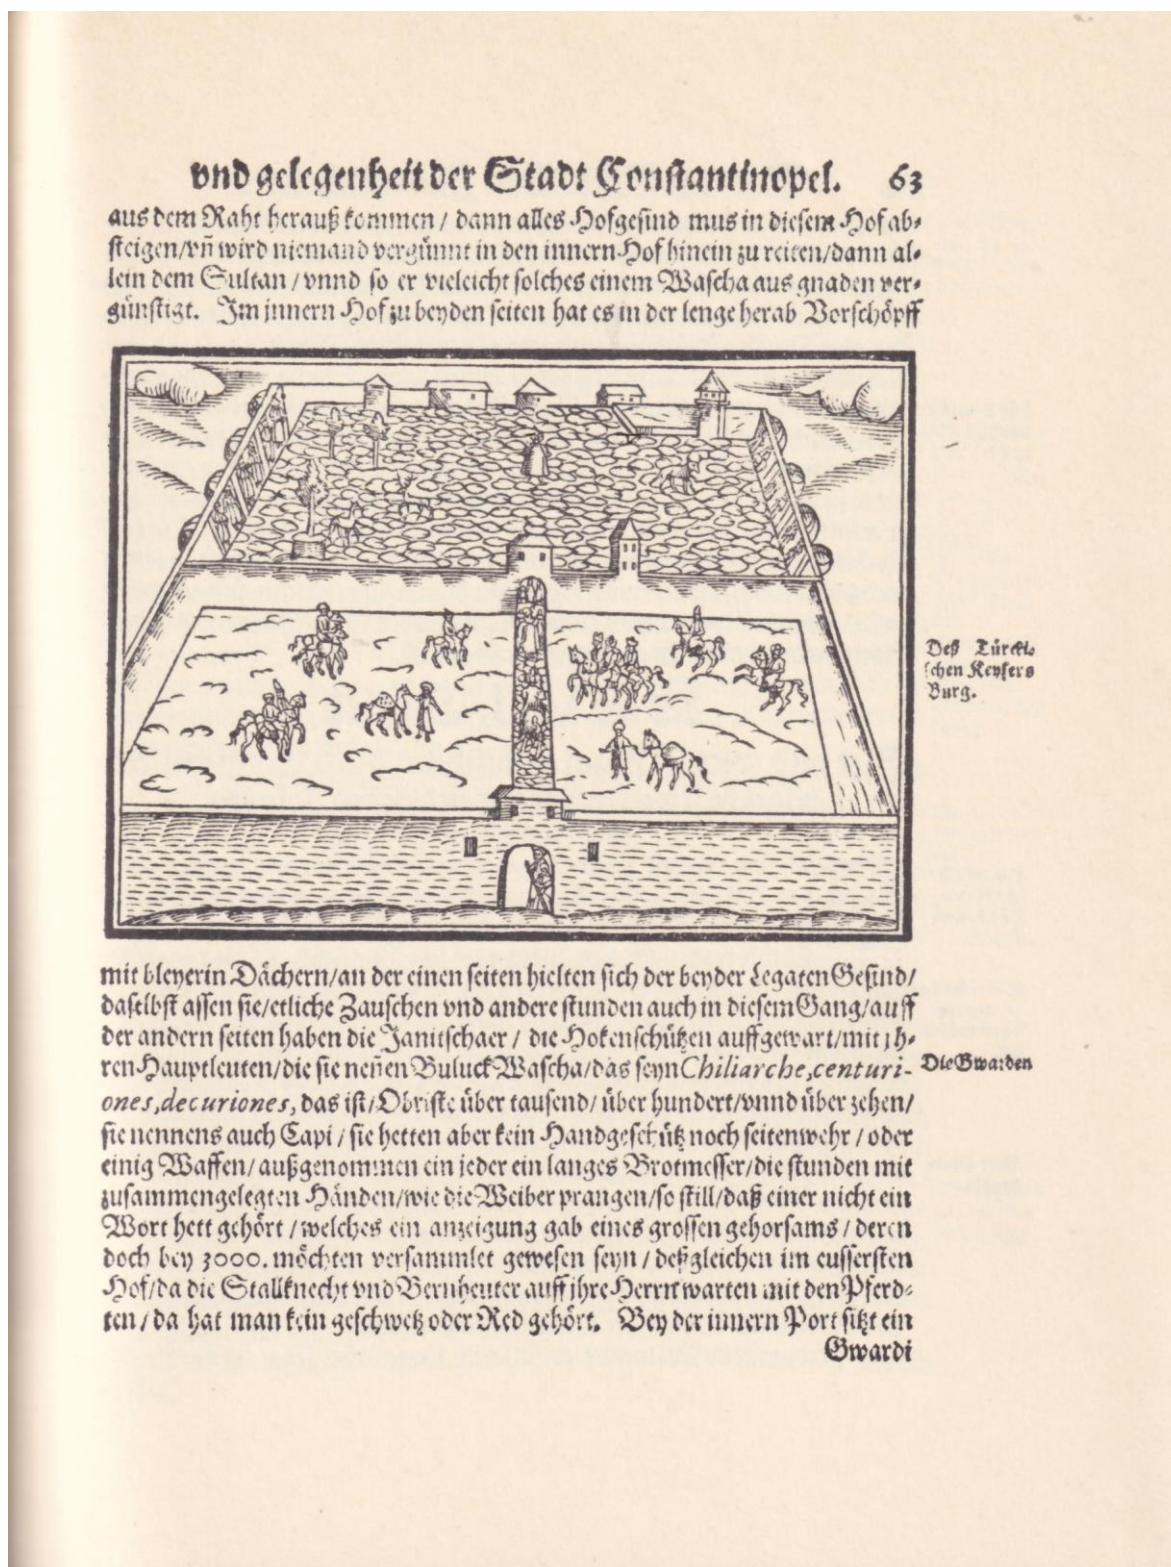 vnd gelegenheit der Stadt Constantinopel. 63
aus dem Raht herauß kommen / dann alles Hofgesind mus in diesem Hof ab-
steigen/vñ wird niemand vergünnt in den innern Hof hinein zu reiten/dann al-
lein dem Sultan / vnnd so er vieleicht solches einem Wascha aus gnaden ver-
günstigt. Im jnnern Hof zu beyden seiten hat es in der lenge herab Vorschöpff
Deß Türcki-
schen Keysers
Burg.
mit bleyerin Dächern/an der einen seiten hielten sich der beyder Legaten Gesind/
daselbst assen sie/etliche Zauschen vnd andere stunden auch in diesem Gang/auff
der andern seiten haben die Janitschaer / die Hokenschützen auffgewart/mit jh-
ren Hauptleuten/die sie neñen Buluck Wascha/das seyn Chiliarche,centuri-
Die Gwarden
ones,decuriones, das ist/Obriste über tausend/ über hundert/vnnd über zehen/
sie nennens auch Capi / sie hetten aber kein Handgeschütz noch seitenwehr / oder
einig Waffen/außgenommen ein jeder ein langes Brotmesser/die stunden mit
zusammengelegten Händen/wie die Weiber prangen/so still/daß einer nicht ein
Wort hett gehört / welches ein anzeigung gab eines grossen gehorsams / deren
doch bey 3000. möchten versammlet gewesen seyn / deßgleichen im eussersten
Hof/da die Stallknecht vnd Bernheuter auff jhre Herrn warten mit den Pferd-
ten / da hat man kein geschwetz oder Red gehört. Bey der innern Port sitzt ein
Gwardi